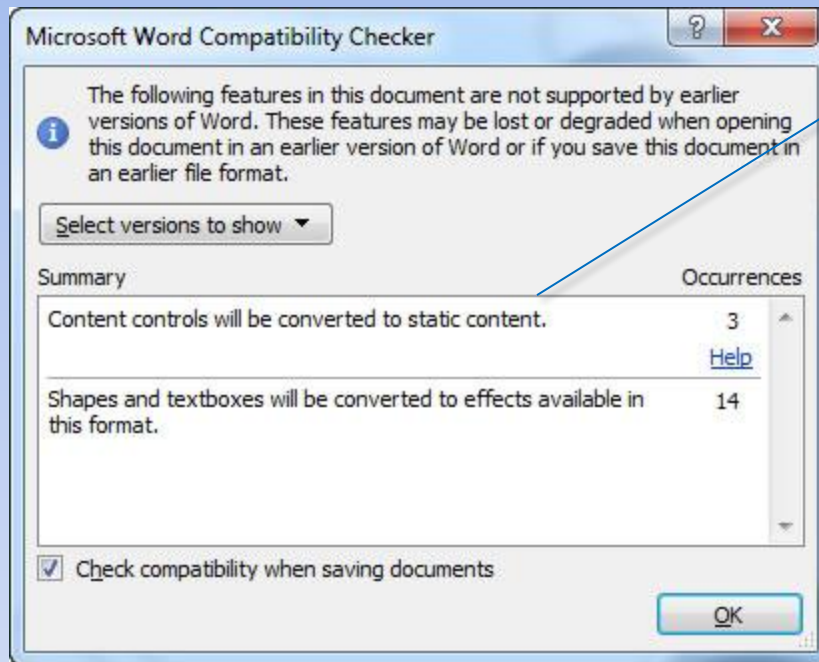 Microsoft Word Compatibility Checker
The following features in this document are not supported by earlier
versions of Word. These features may be lost or degraded when opening
this document in an earlier version of Word or if you save this document in
an earlier file format.
Select versions to show
Summary Occurrences
Content controls will be converted to static content. 3
Help
Shapes and textboxes will be converted to effects available in 14
this format.
Check compatibility when saving documents
OK